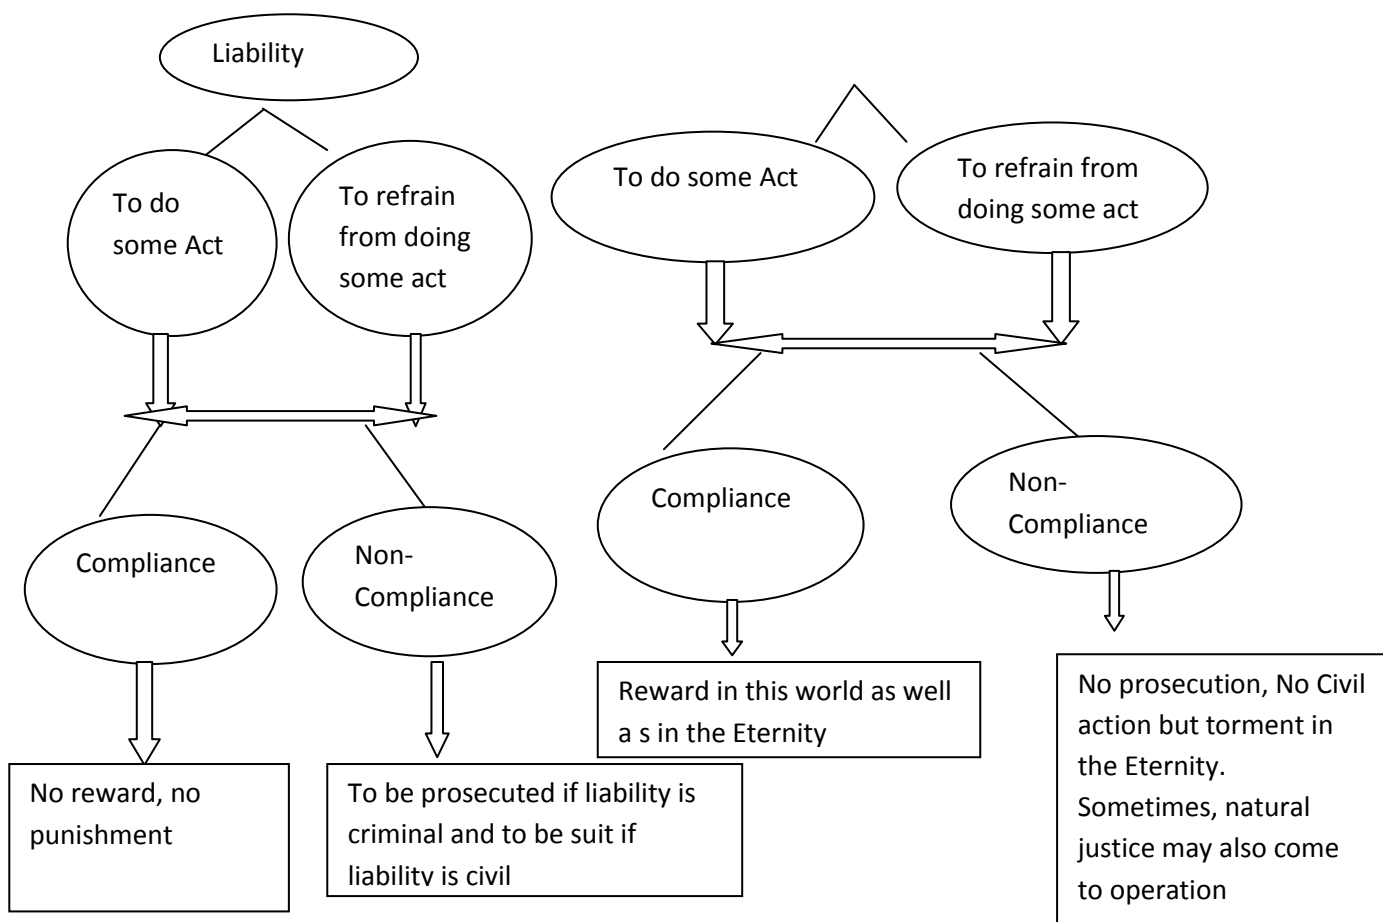 Liability
To do
some Act
To refrain
from doing
some act
To do some Act
To refrain from
doing some act
Compliance
Non-
Compliance
Compliance
Non-
Compliance
No reward, no
punishment
To be prosecuted if liability is
criminal and to be suit if
liability is civil
Reward in this world as well
a s in the Eternity
No prosecution, No Civil
action but torment in
the Eternity.
Sometimes, natural
justice may also come
to operation